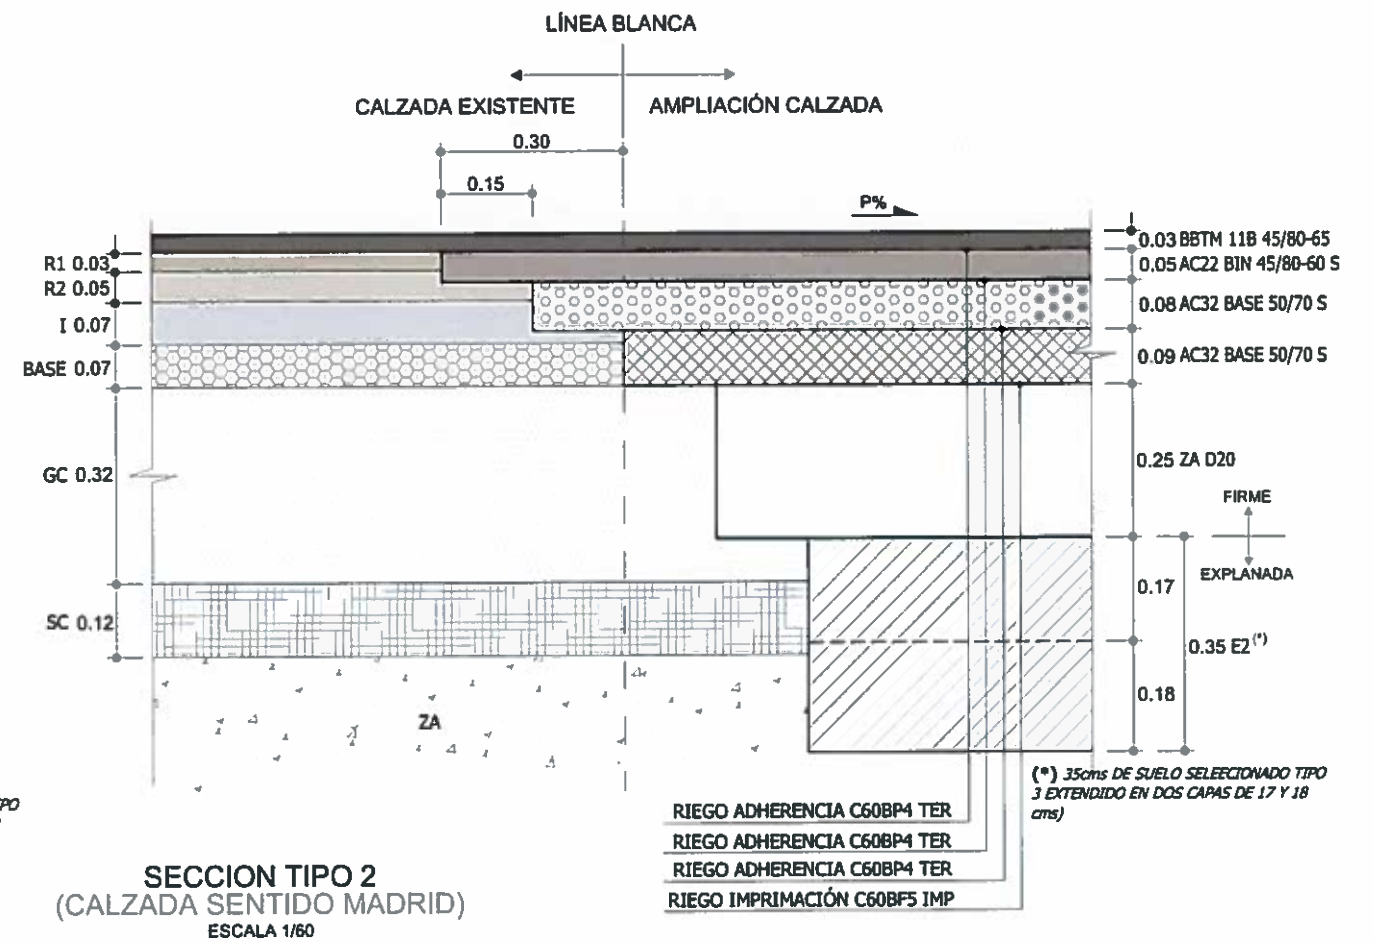 LÍNEA BLANCA
CALZADA EXISTENTE
AMPLIACIÓN CALZADA
0.30
0.15
P%
R1 0.03
R2 0.05
I 0.07
BASE 0.07
GC 0.32
SC 0.12
ZA
0.03 BBTM 11B 45/80-65
0.05 AC22 BIN 45/80-60 S
0.08 AC32 BASE 50/70 S
0.09 AC32 BASE 50/70 S
0.25 ZA D20
FIRME
EXPLANADA
0.17
0.35 E2(*)
0.18
(*) 35cms DE SUELO SELEECIONADO TIPO
3 EXTENDIDO EN DOS CAPAS DE 17 Y 18
cms)
RIEGO ADHERENCIA C60BP4 TER
RIEGO ADHERENCIA C60BP4 TER
RIEGO ADHERENCIA C60BP4 TER
RIEGO IMPRIMACIÓN C60BF5 IMP
SECCION TIPO 2
(CALZADA SENTIDO MADRID)
ESCALA 1/60